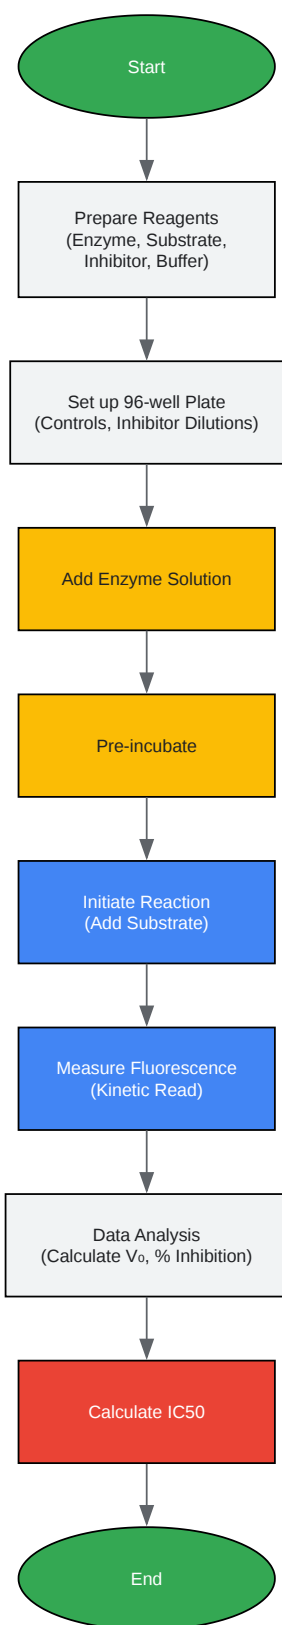 Start
Prepare Reagents
(Enzyme, Substrate,
Inhibitor, Buffer)
Set up 96-well Plate
(Controls, Inhibitor Dilutions)
Add Enzyme Solution
Pre-incubate
Initiate Reaction
(Add Substrate)
Measure Fluorescence
(Kinetic Read)
Data Analysis
(Calculate V₀, % Inhibition)
Calculate IC50
End